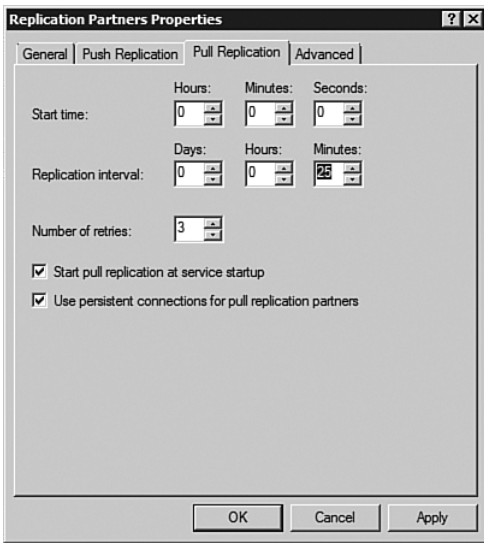 Replication Partners Properties
General Push Replication Pull Replication Advanced
Hours: Minutes: Seconds:
Start time: 0 0 0
Days: Hours: Minutes:
Replication interval: 0 0 25
Number of retries: 3
Start pull replication at service startup
Use persistent connections for pull replication partners
OK Cancel Apply